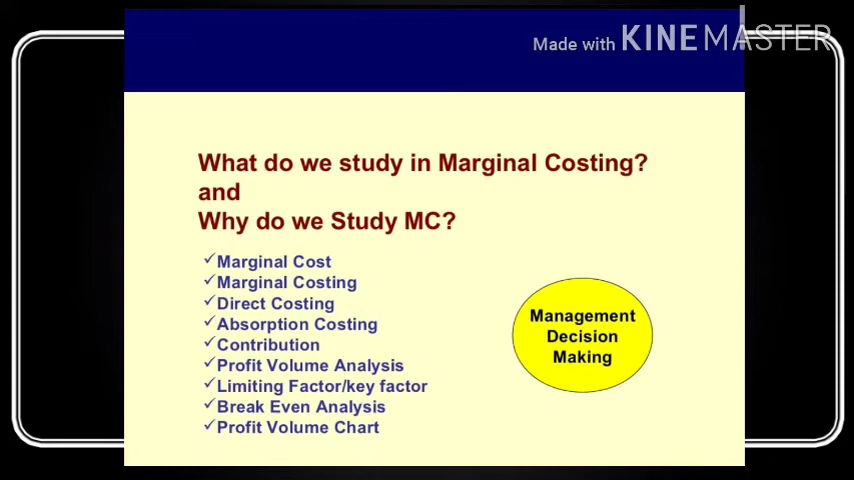 Made with KINEMASTER
What do we study in Marginal Costing?
and
Why do we Study MC?
✓Marginal Cost
✓Marginal Costing
✓Direct Costing
✓Absorption Costing
✓Contribution
✓Profit Volume Analysis
✓Limiting Factor/key factor
✓Break Even Analysis
✓Profit Volume Chart
Management
Decision
Making